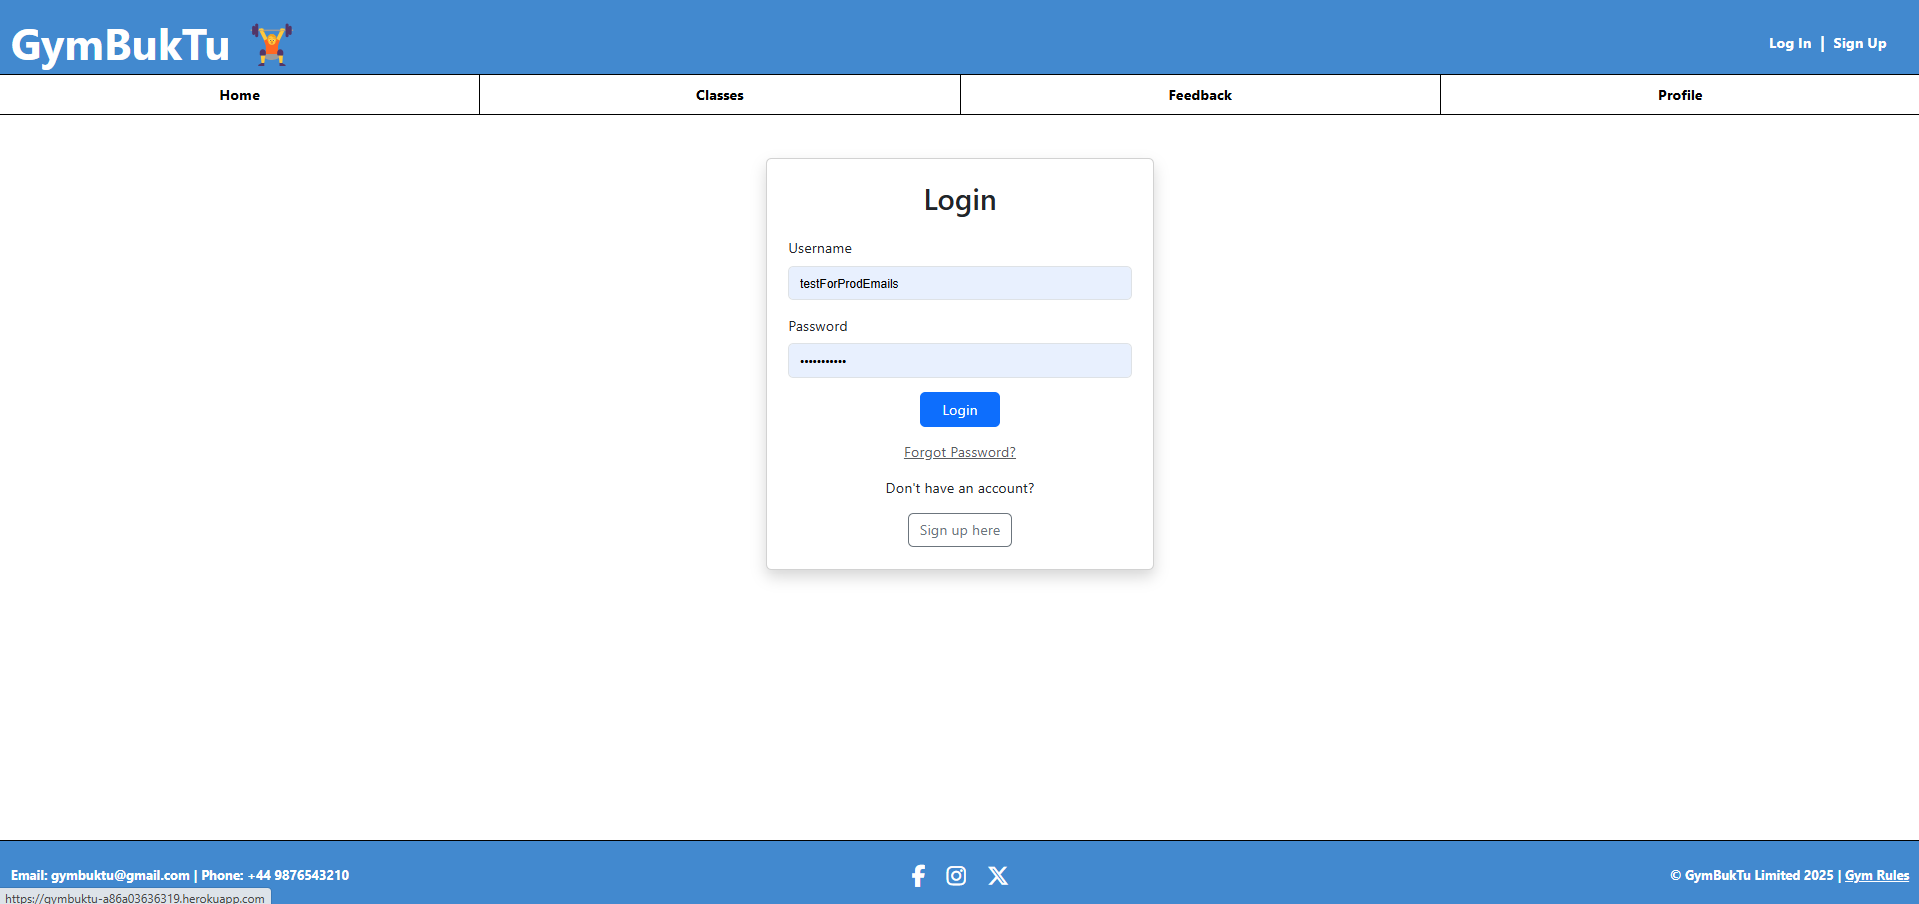 GymBukTu
Log In | Sign Up
Home
Classes
Feedback
Profile
Login
Username
testForProdEmails
Password
•••••••••••
Login
Forgot Password?
Don't have an account?
Sign up here
Email: gymbuktu@gmail.com | Phone: +44 9876543210
© GymBukTu Limited 2025 | Gym Rules
https://gymbuktu-a86a03636319.herokuapp.com